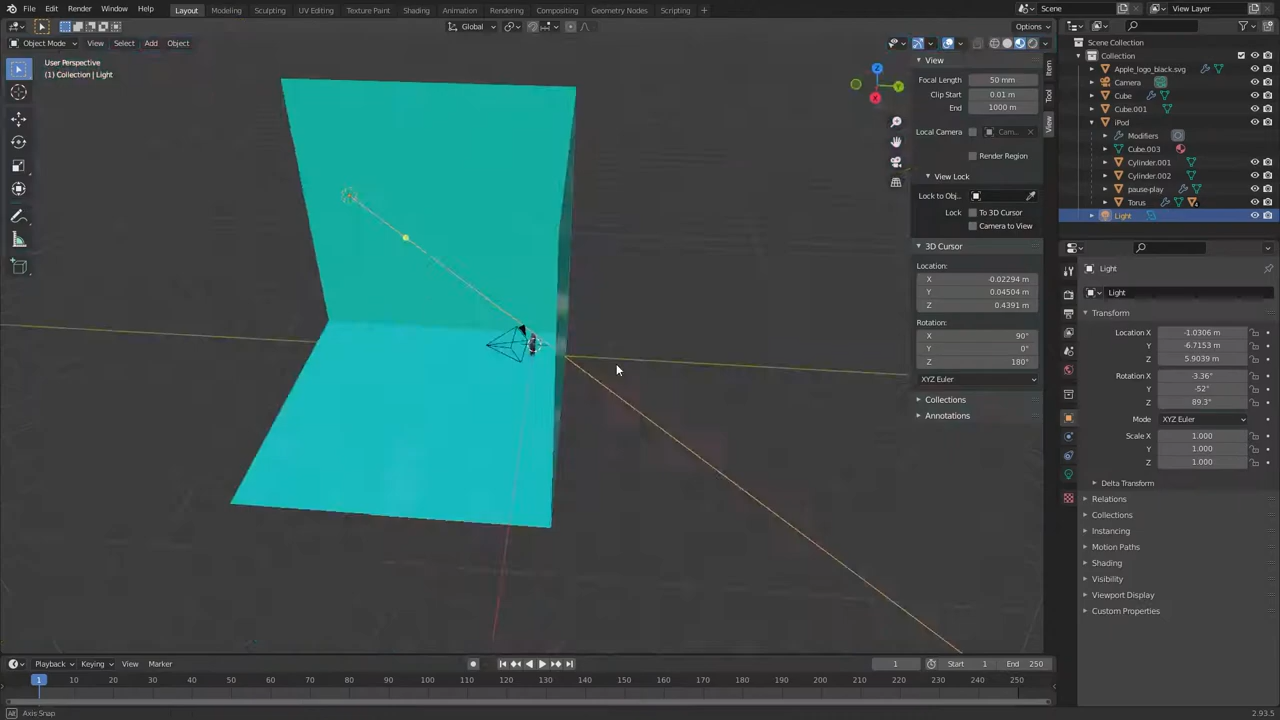 File Edit Render Window Help Layout Modeling Sculpting UV Editing Texture Paint Shading Animation Rendering Compositing Geometry Nodes Scripting + Scene View Layer
Object Mode View Select Add Object Global Options
User Perspective
(1) Collection | Light
View
Focal Length 50 mm
Clip Start 0.01 m
End 1000 m
Local Camera Cam...
Render Region
View Lock
Lock to Obj...
Lock To 3D Cursor
Camera to View
3D Cursor
Location:
X -0.02294 m
Y 0.04504 m
Z 0.4391 m
Rotation:
X 90°
Y 0°
Z 180°
XYZ Euler
Collections
Annotations
Item
Tool
View
Z
Y
X
Scene Collection
Collection
Apple_logo_black.svg
Camera
Cube
Cube.001
iPod
Modifiers
Cube.003
Cylinder.001
Cylinder.002
pause-play
Torus
4
Light
Light
Light
Transform
Location X -1.0306 m
Y -6.7153 m
Z 5.9039 m
Rotation X -3.36°
Y -52°
Z 89.3°
Mode XYZ Euler
Scale X 1.000
Y 1.000
Z 1.000
Delta Transform
Relations
Collections
Instancing
Motion Paths
Shading
Visibility
Viewport Display
Custom Properties
Playback Keying View Marker 1 Start 1 End 250
1 10 20 30 40 50 60 70 80 90 100 110 120 130 140 150 160 170 180 190 200 210 220 230 240 250
Axis Snap 2.93.5